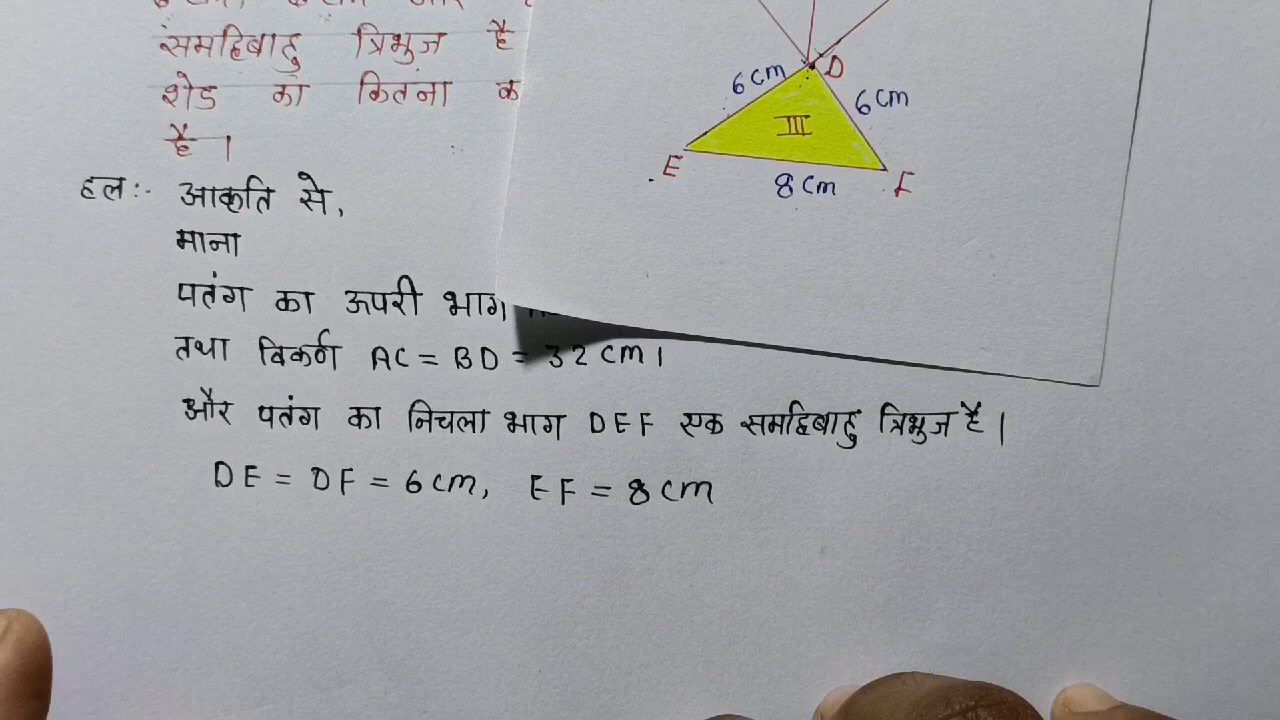 समद्विबाहु त्रिभुज है
शेड का कितना क
है।
हल:- आकृति से,
माना
पतंग का ऊपरी भाग
तथा विकर्ण AC = BD = 32 cm।
और पतंग का निचला भाग DEF एक समद्विबाहु त्रिभुज है।
DE = DF = 6 cm, EF = 8 cm
D
6 cm
6 cm
III
E
F
8 cm